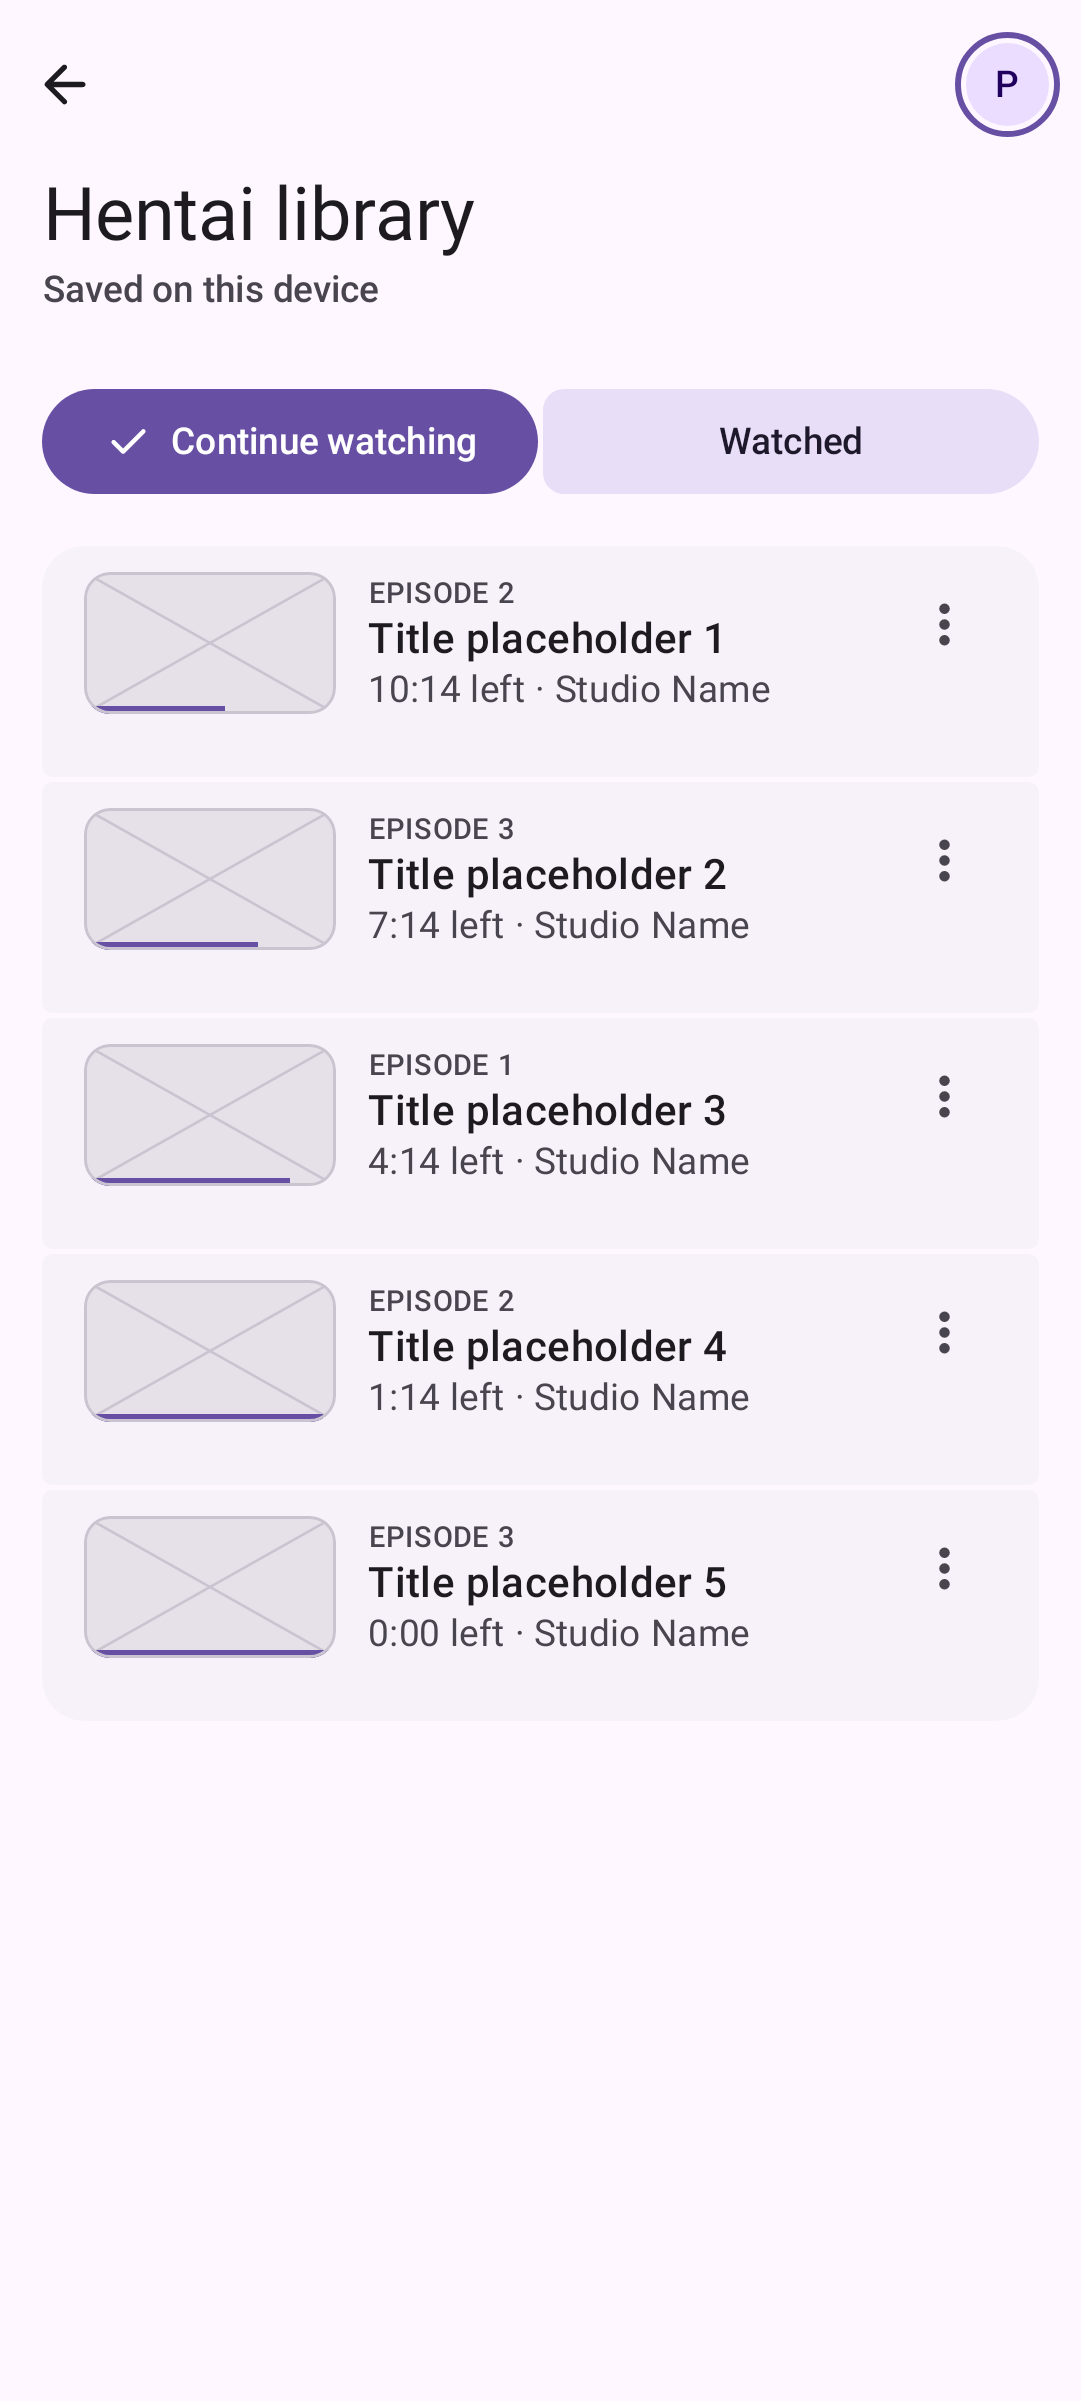 P
Hentai library
Saved on this device
Continue watching
Watched
EPISODE 2
Title placeholder 1
10:14 left · Studio Name
EPISODE 3
Title placeholder 2
7:14 left · Studio Name
EPISODE 1
Title placeholder 3
4:14 left · Studio Name
EPISODE 2
Title placeholder 4
1:14 left · Studio Name
EPISODE 3
Title placeholder 5
0:00 left · Studio Name